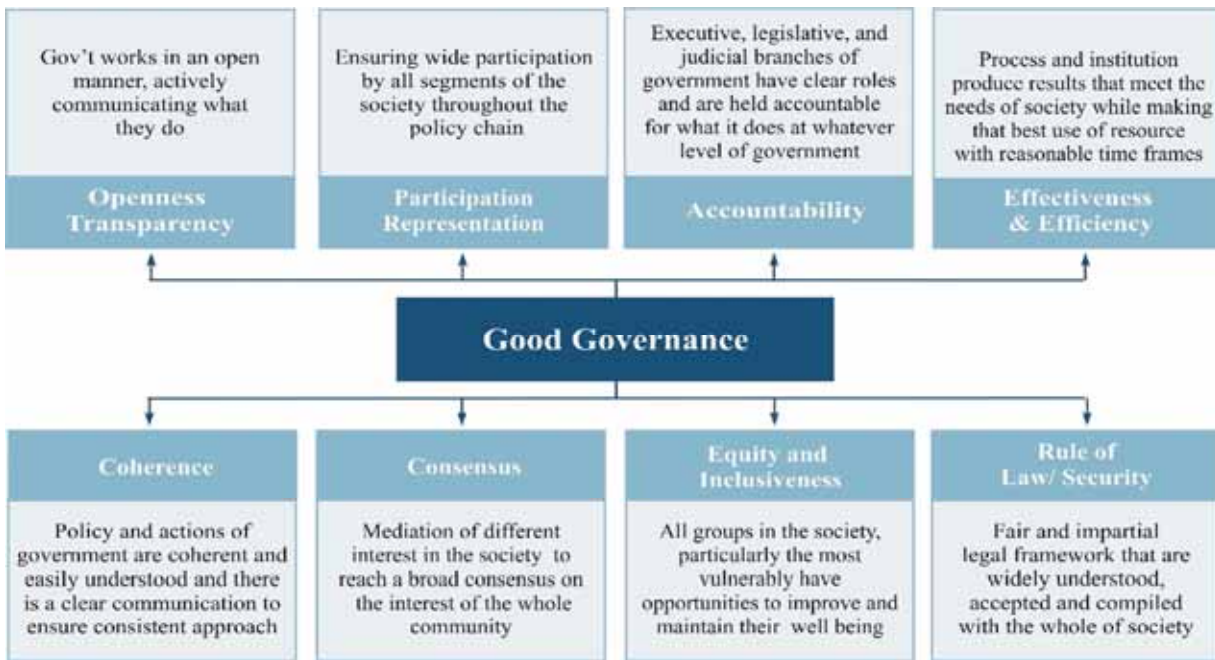 Gov't works in an open
manner, actively
communicating what
they do
Openness
Transparency
Ensuring wide participation
by all segments of the
society throughout the
policy chain
Participation
Representation
Executive, legislative, and
judicial branches of
government have clear roles
and are held accountable
for what it does at whatever
level of government
Accountability
Process and institution
produce results that meet the
needs of society while making
that best use of resource
with reasonable time frames
Effectiveness
& Efficiency
Good Governance
Coherence
Policy and actions of
government are coherent and
easily understood and there
is a clear communication to
ensure consistent approach
Consensus
Mediation of different
interest in the society to
reach a broad consensus on
the interest of the whole
community
Equity and
Inclusiveness
All groups in the society,
particularly the most
vulnerably have
opportunities to improve and
maintain their well being
Rule of
Law/ Security
Fair and impartial
legal framework that are
widely understood,
accepted and compiled
with the whole of society